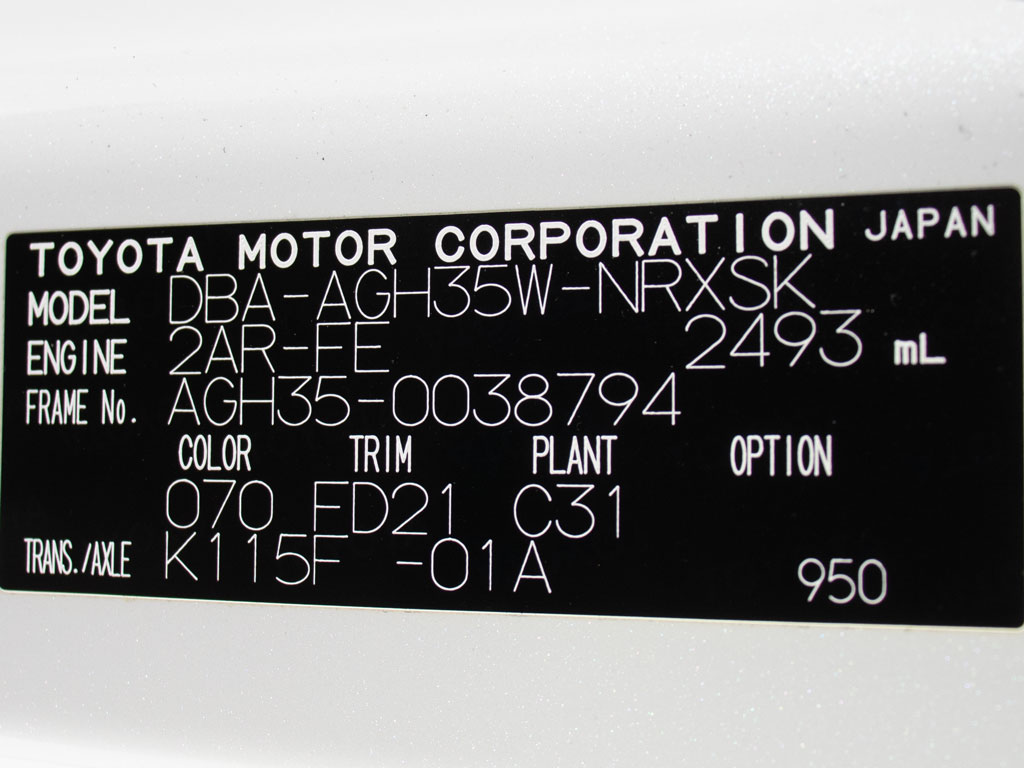 TOYOTA MOTOR CORPORATION JAPAN
MODEL DBA-AGH35W-NRXSK
ENGINE 2AR-FE 2493 mL
FRAME No. AGH35-0038794
COLOR TRIM PLANT OPTION
070 FD21 C31
TRANS./AXLE K115F -01A 950